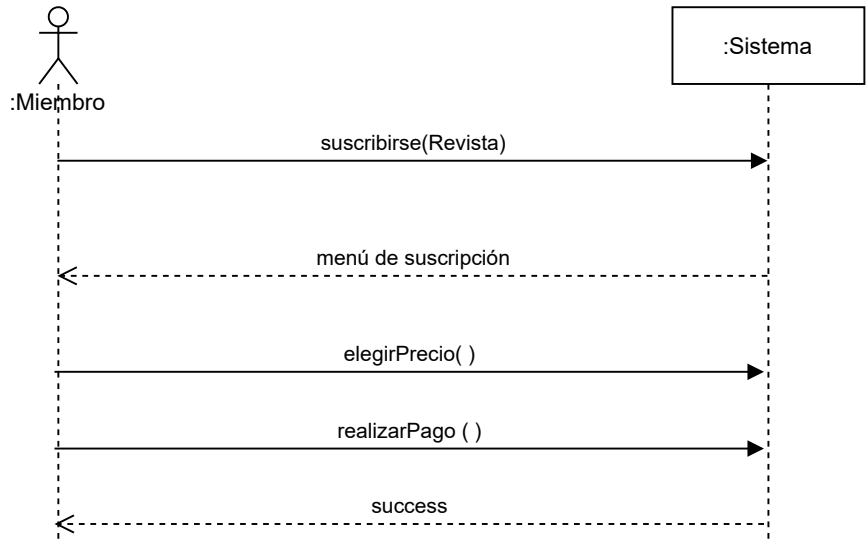 :Sistema
:Miembro
suscribirse(Revista)
menú de suscripción
elegirPrecio( )
realizarPago ( )
success